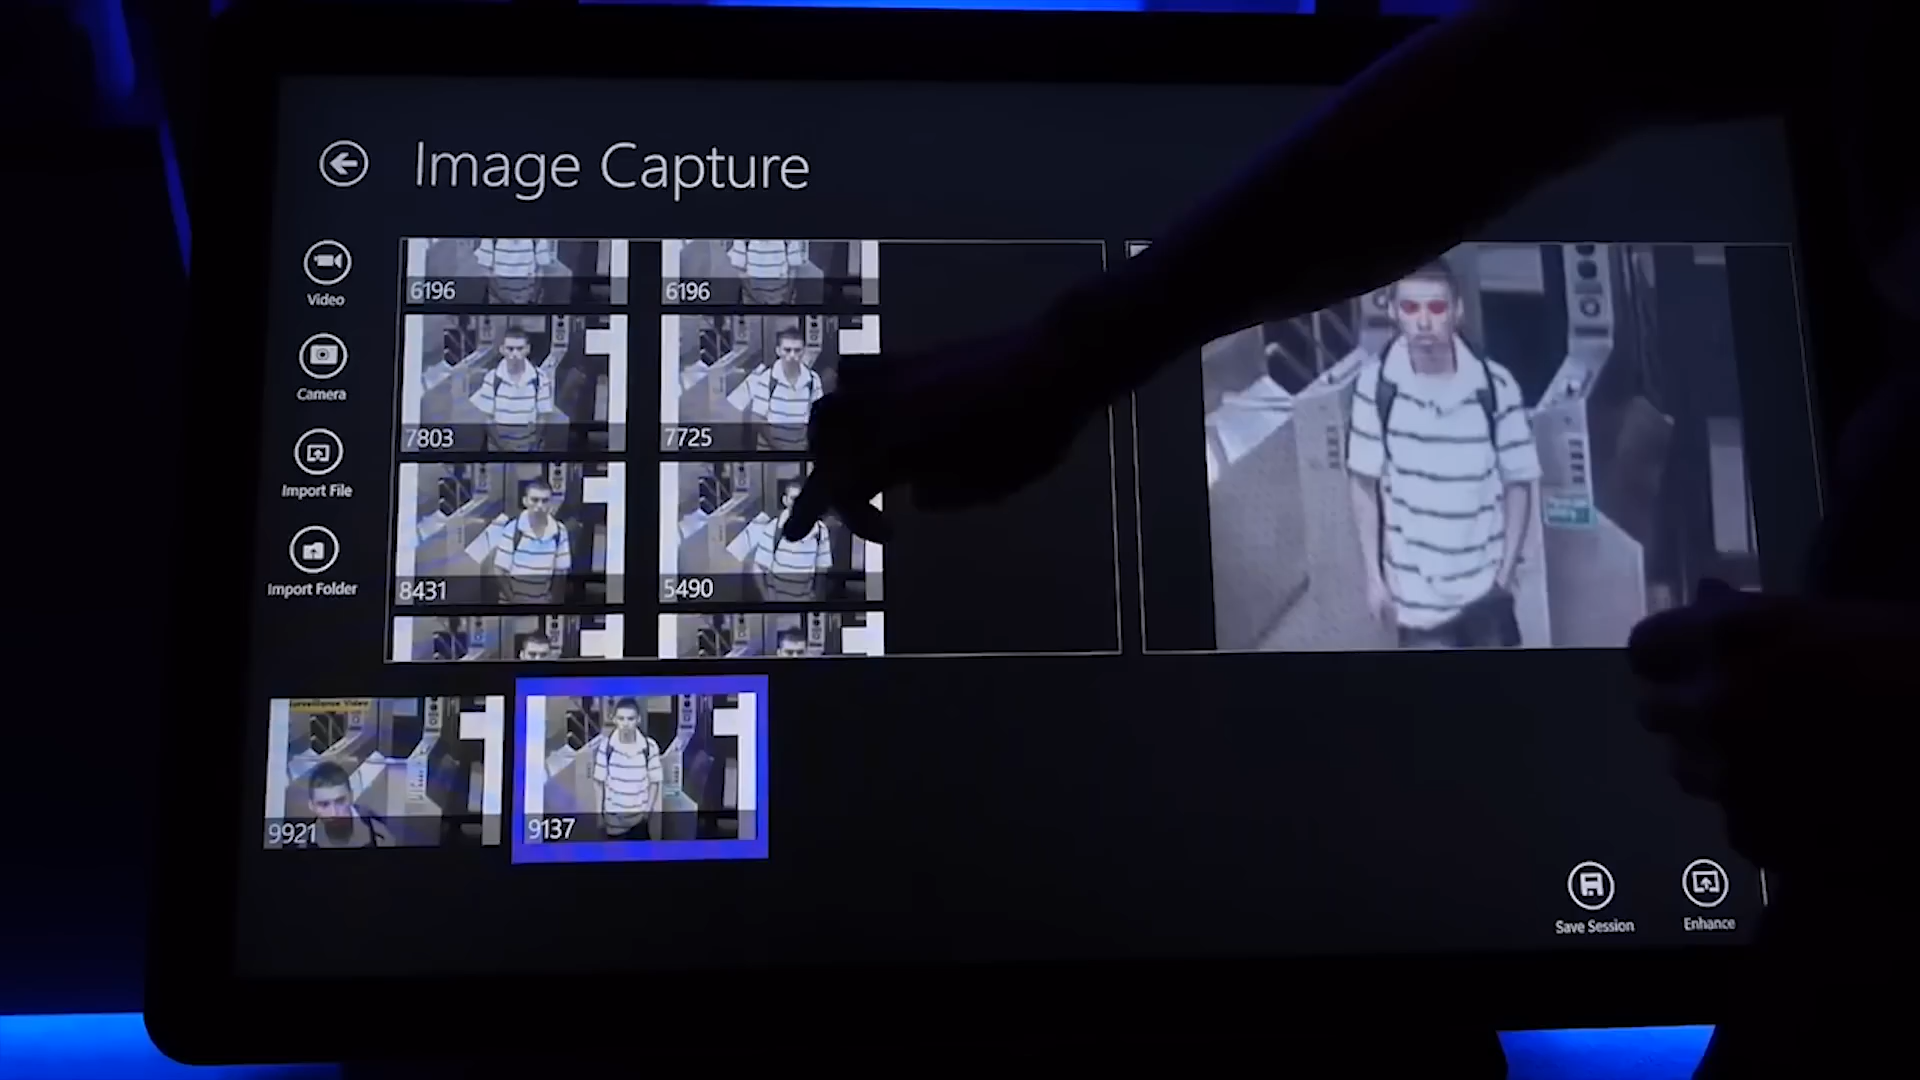 Image Capture
Video
Camera
Import File
Import Folder
6196
6196
7803
7725
8431
5490
9921
9137
Save Session
Enhance